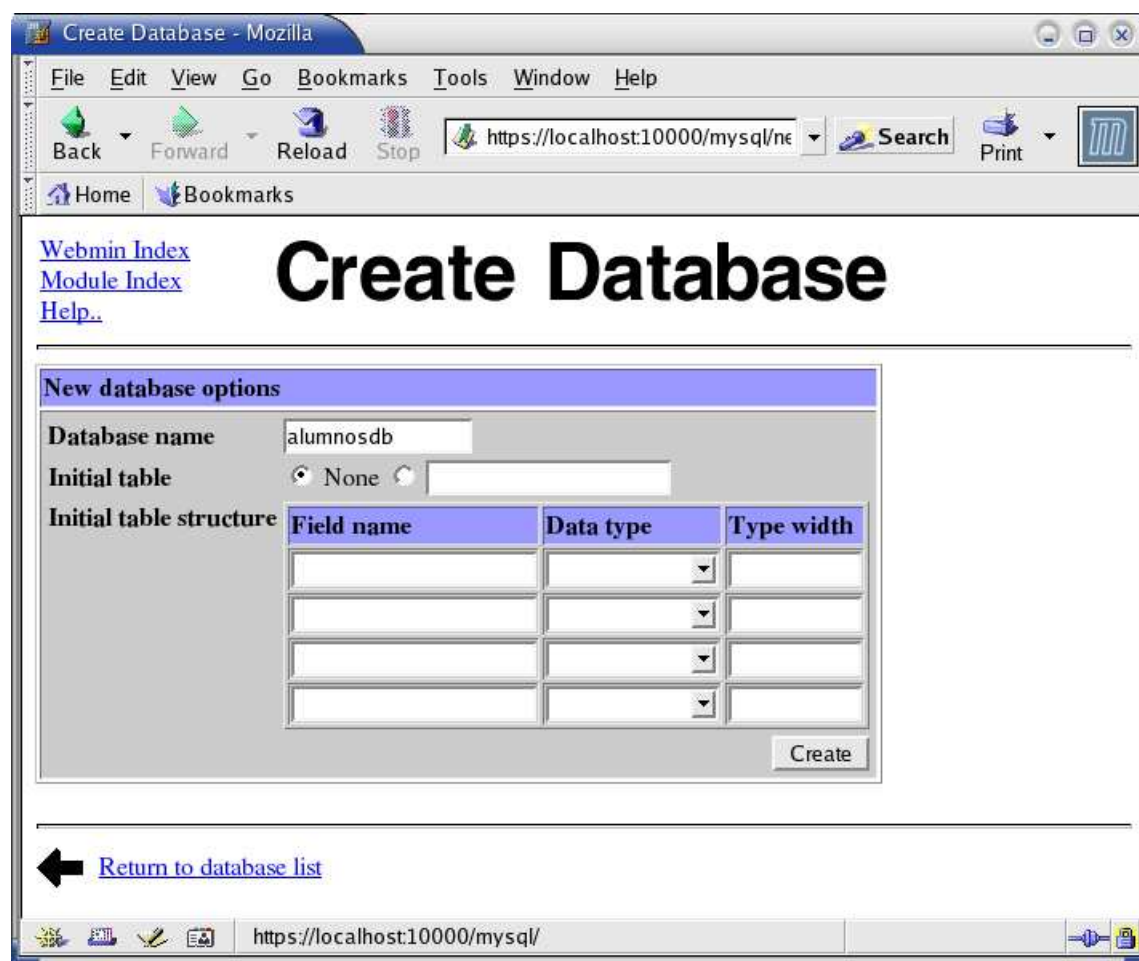 Create Database - Mozilla
File Edit View Go Bookmarks Tools Window Help
Back Forward Reload Stop https://localhost:10000/mysql/ne Search Print
Home Bookmarks
Webmin Index
Module Index
Help..
Create Database
New database options
Database name alumnosdb
Initial table None
Initial table structure Field name Data type Type width
Create
Return to database list
https://localhost:10000/mysql/